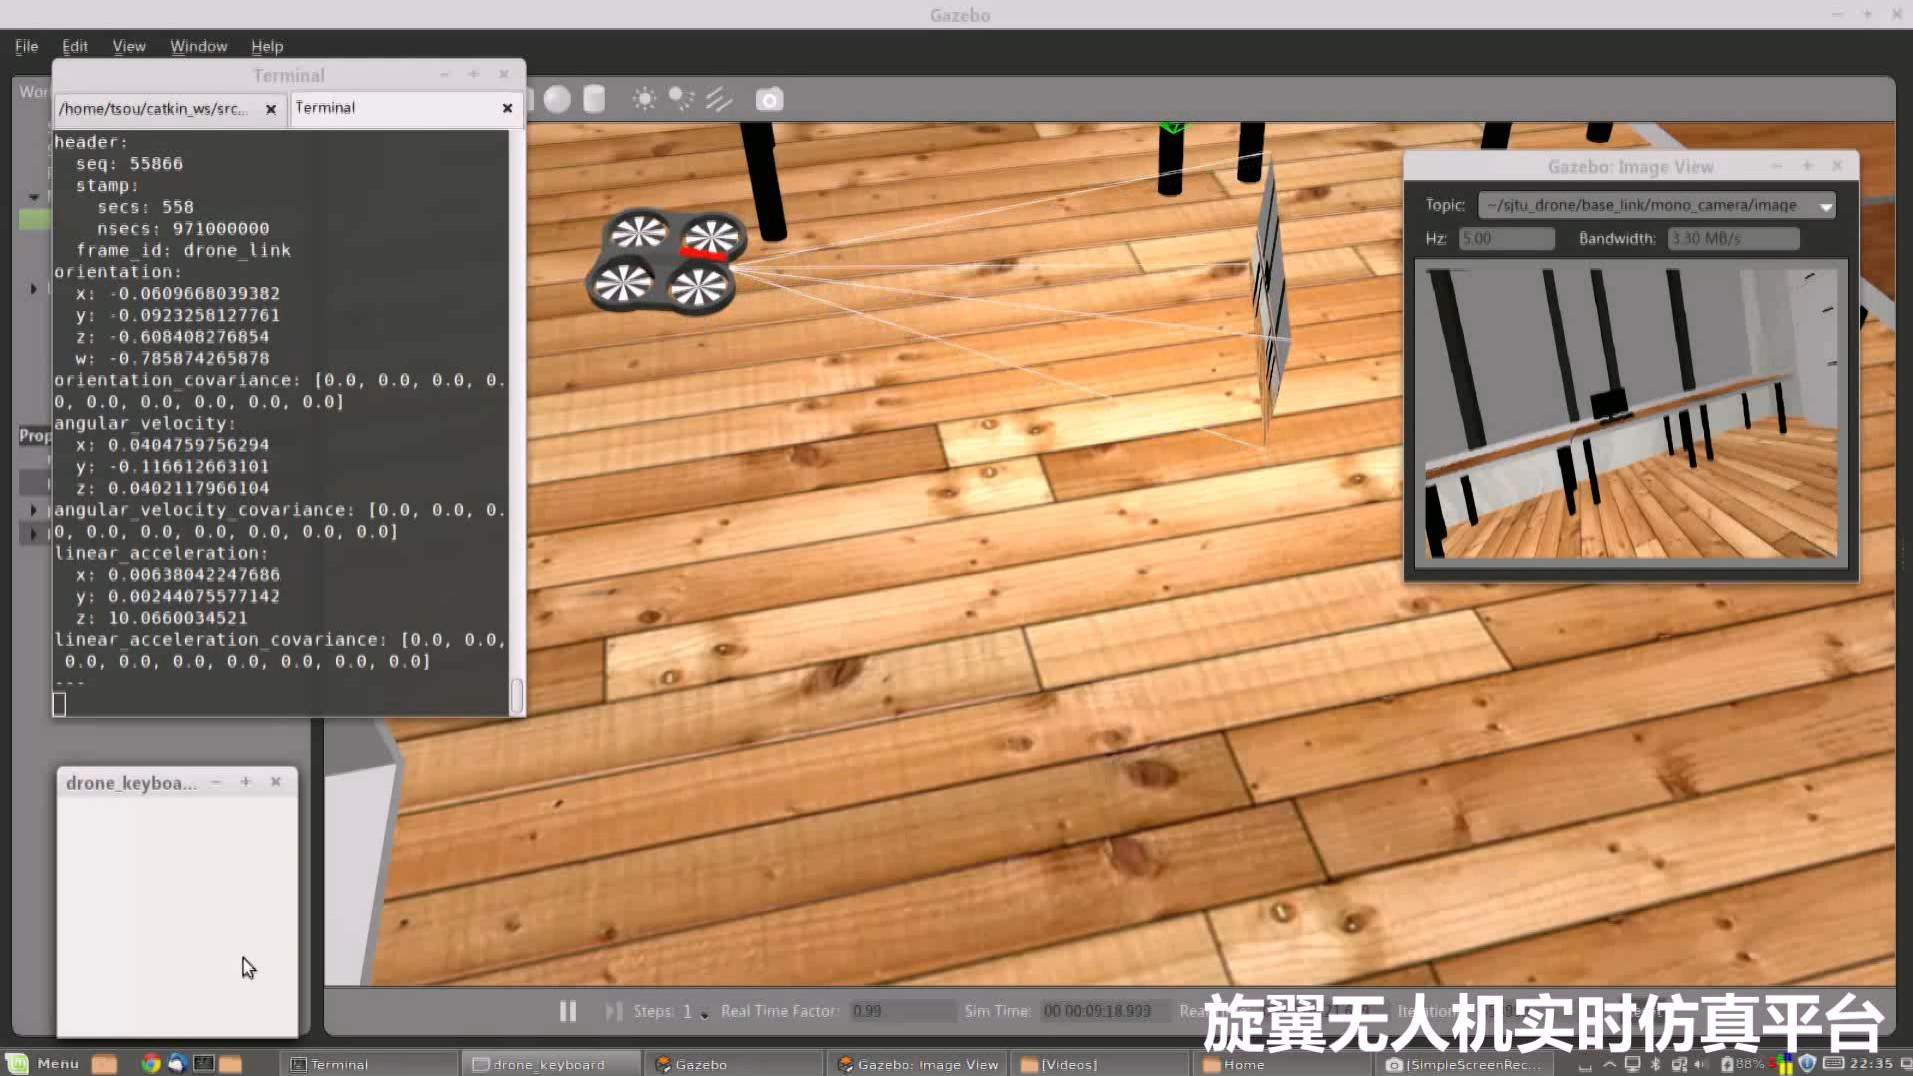 Gazebo
File Edit View Window Help
Terminal
/home/tsou/catkin_ws/src...
Terminal
header:
seq: 55866
stamp:
secs: 558
nsecs: 971000000
frame_id: drone_link
orientation:
x: -0.0609668039382
y: -0.0923258127761
z: -0.608408276854
w: -0.785874265878
orientation_covariance: [0.0, 0.0, 0.0, 0.
0, 0.0, 0.0, 0.0, 0.0, 0.0]
angular_velocity:
x: 0.0404759756294
y: -0.116612663101
z: 0.0402117966104
angular_velocity_covariance: [0.0, 0.0, 0.
0, 0.0, 0.0, 0.0, 0.0, 0.0, 0.0]
linear_acceleration:
x: 0.00638042247686
y: 0.00244075577142
z: 10.0660034521
linear_acceleration_covariance: [0.0, 0.0,
0.0, 0.0, 0.0, 0.0, 0.0, 0.0, 0.0]
---
Gazebo: Image View
Topic: ~/sjtu_drone/base_link/mono_camera/image
Hz: 5.00 Bandwidth: 3.30 MB/s
drone_keyboa...
Steps: 1 Real Time Factor: 0.99 Sim Time: 00 00:09:18.993
旋翼无人机实时仿真平台
Menu Terminal drone_keyboard Gazebo Gazebo: Image View [Videos] Home [SimpleScreenRec... 88% 22:35